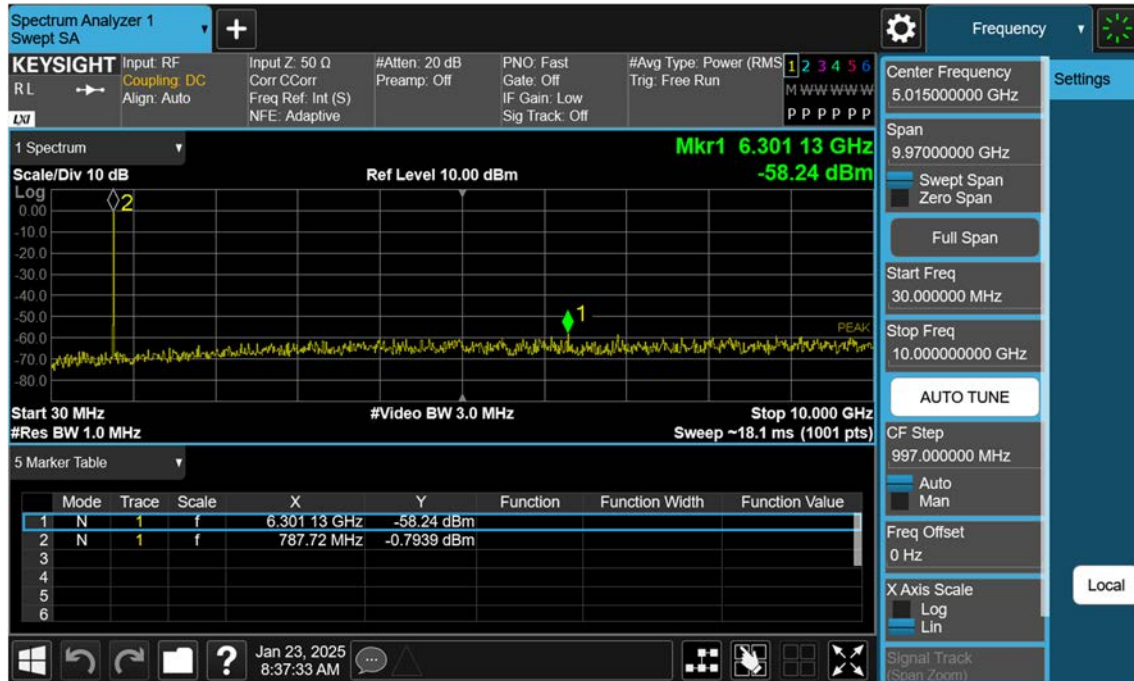 Spectrum Analyzer 1
Swept SA
Frequency
KEYSIGHT
Input: RF
Coupling: DC
Align: Auto
Input Z: 50 Ω
Corr CCorr
Freq Ref: Int (S)
NFE: Adaptive
#Atten: 20 dB
Preamp: Off
PNO: Fast
Gate: Off
IF Gain: Low
Sig Track: Off
#Avg Type: Power (RMS
Trig: Free Run
1 2 3 4 5 6
M W W W W W
P P P P P P
R L
LXI
1 Spectrum
Mkr1 6.301 13 GHz
-58.24 dBm
Scale/Div 10 dB
Ref Level 10.00 dBm
Log
0.00
-10.0
-20.0
-30.0
-40.0
-50.0
-60.0
-70.0
-80.0
2
1
PEAK
Start 30 MHz
#Video BW 3.0 MHz
Stop 10.000 GHz
#Res BW 1.0 MHz
Sweep ~18.1 ms (1001 pts)
5 Marker Table
Mode Trace Scale X Y Function Function Width Function Value
1 N 1 f 6.301 13 GHz -58.24 dBm
2 N 1 f 787.72 MHz -0.7939 dBm
3
4
5
6
Jan 23, 2025
8:37:33 AM
Center Frequency
5.015000000 GHz
Settings
Span
9.97000000 GHz
Swept Span
Zero Span
Full Span
Start Freq
30.000000 MHz
Stop Freq
10.000000000 GHz
AUTO TUNE
CF Step
997.000000 MHz
Auto
Man
Freq Offset
0 Hz
X Axis Scale
Log
Lin
Local
Signal Track
(Span Zoom)